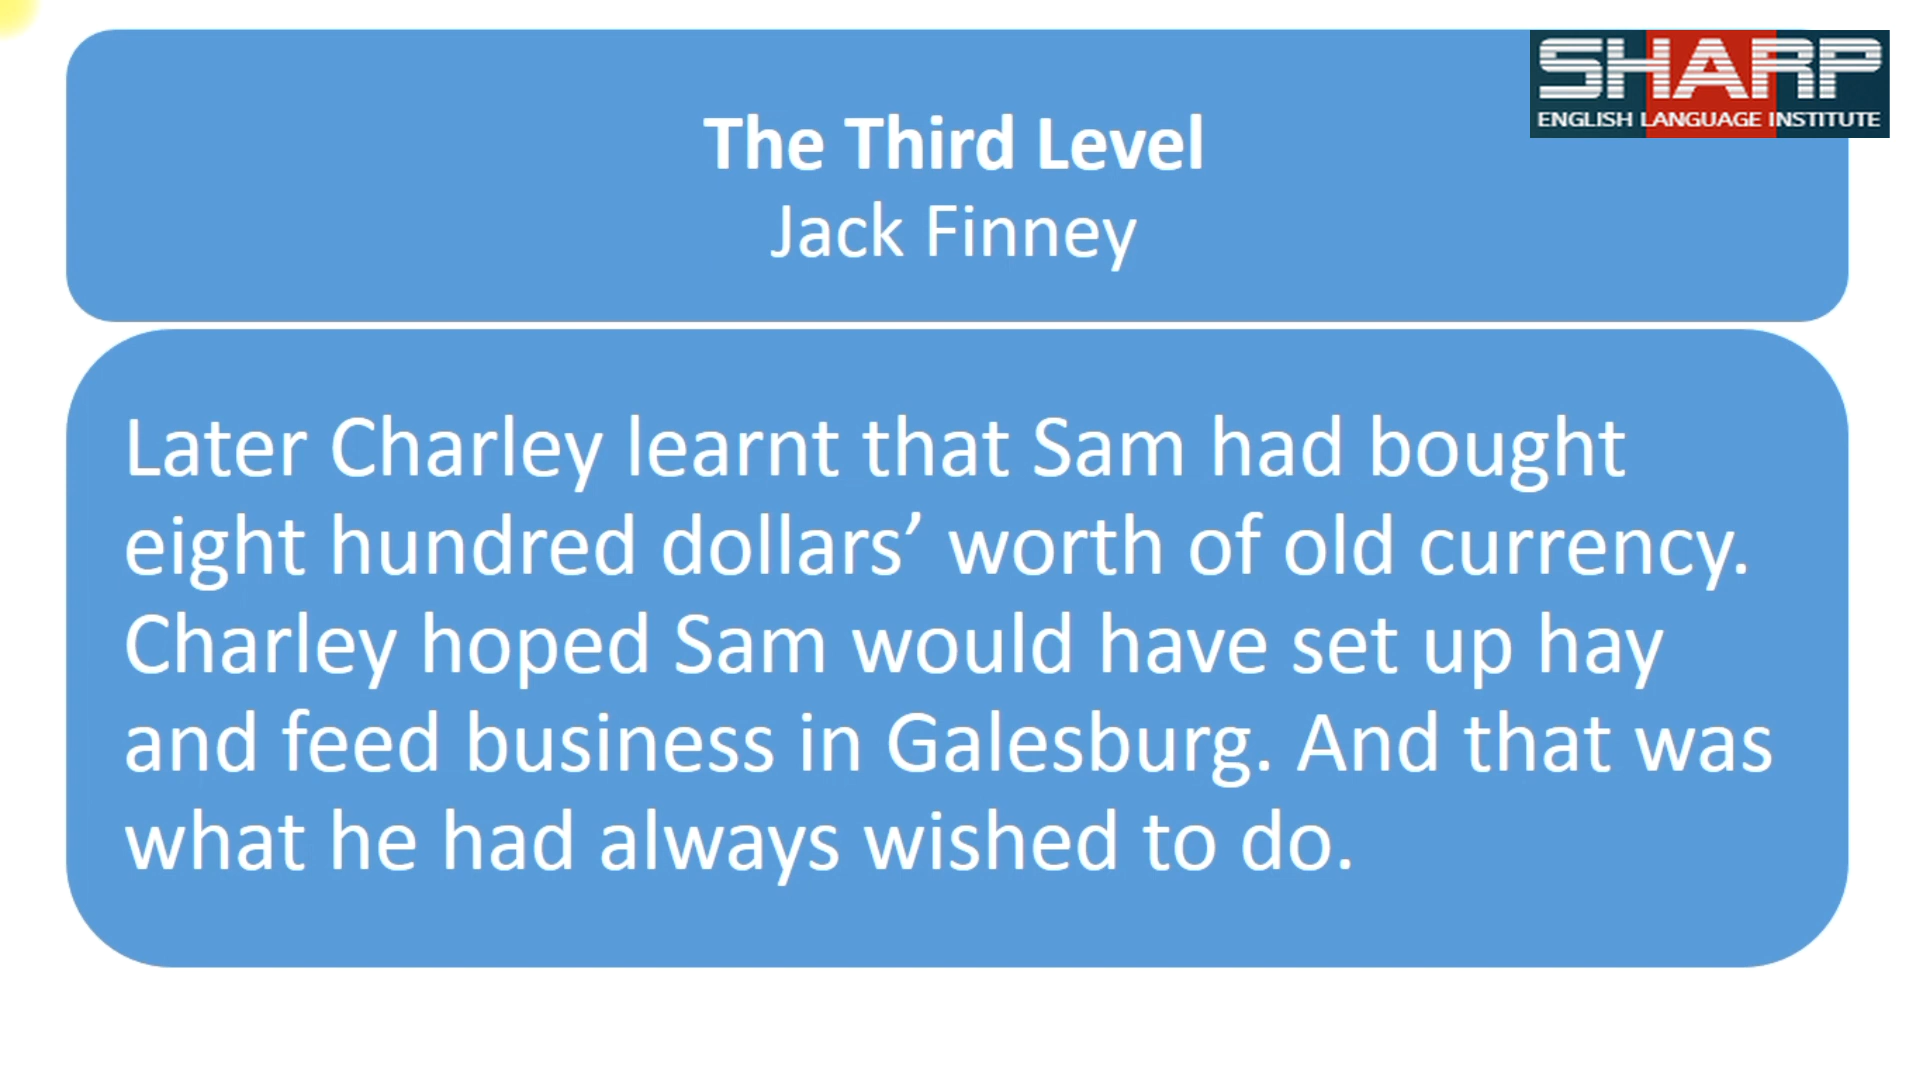 SHARP
ENGLISH LANGUAGE INSTITUTE
The Third Level
Jack Finney
Later Charley learnt that Sam had bought
eight hundred dollars’ worth of old currency.
Charley hoped Sam would have set up hay
and feed business in Galesburg. And that was
what he had always wished to do.